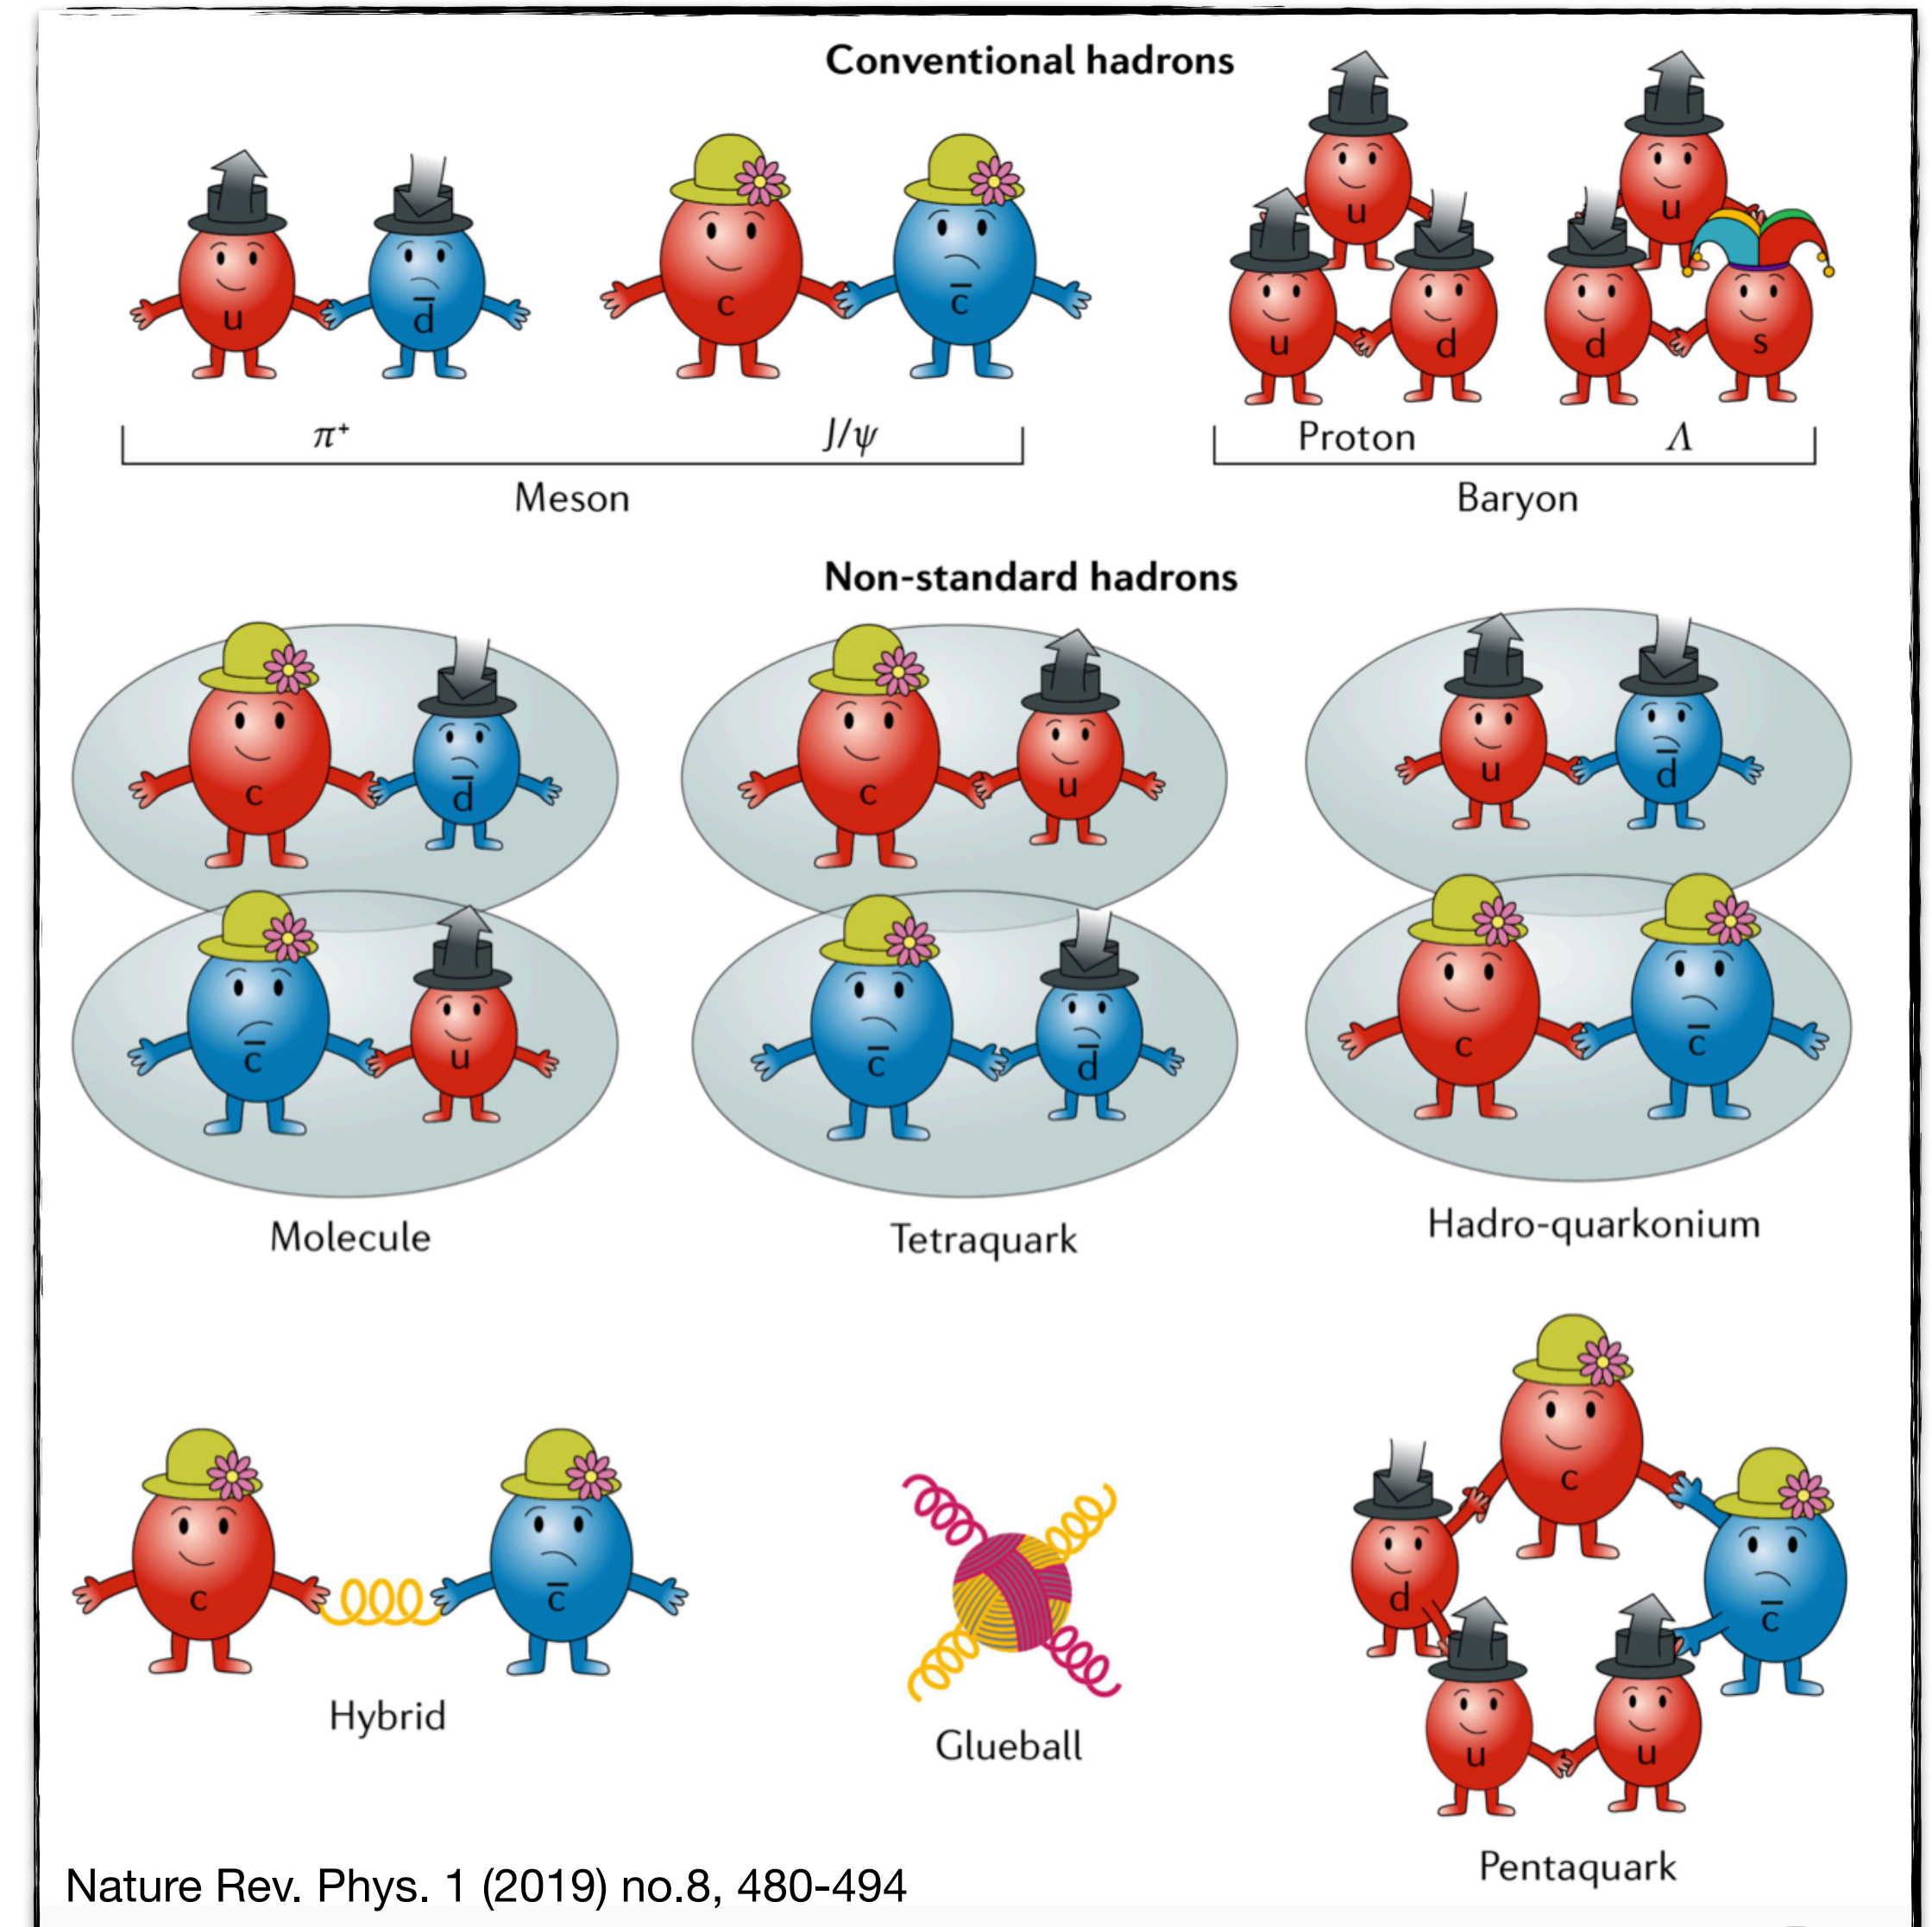 Conventional hadrons
u
u
u
d̅
c
c̅
u
d
d
s
π⁺
J/ψ
Proton
Λ
Meson
Baryon
Non-standard hadrons
c
d̅
c
u
u
d̅
c̅
u
c̅
d̅
c
c̅
Molecule
Tetraquark
Hadro-quarkonium
c
c̅
c
d
c̅
u
u
Hybrid
Glueball
Pentaquark
Nature Rev. Phys. 1 (2019) no.8, 480-494